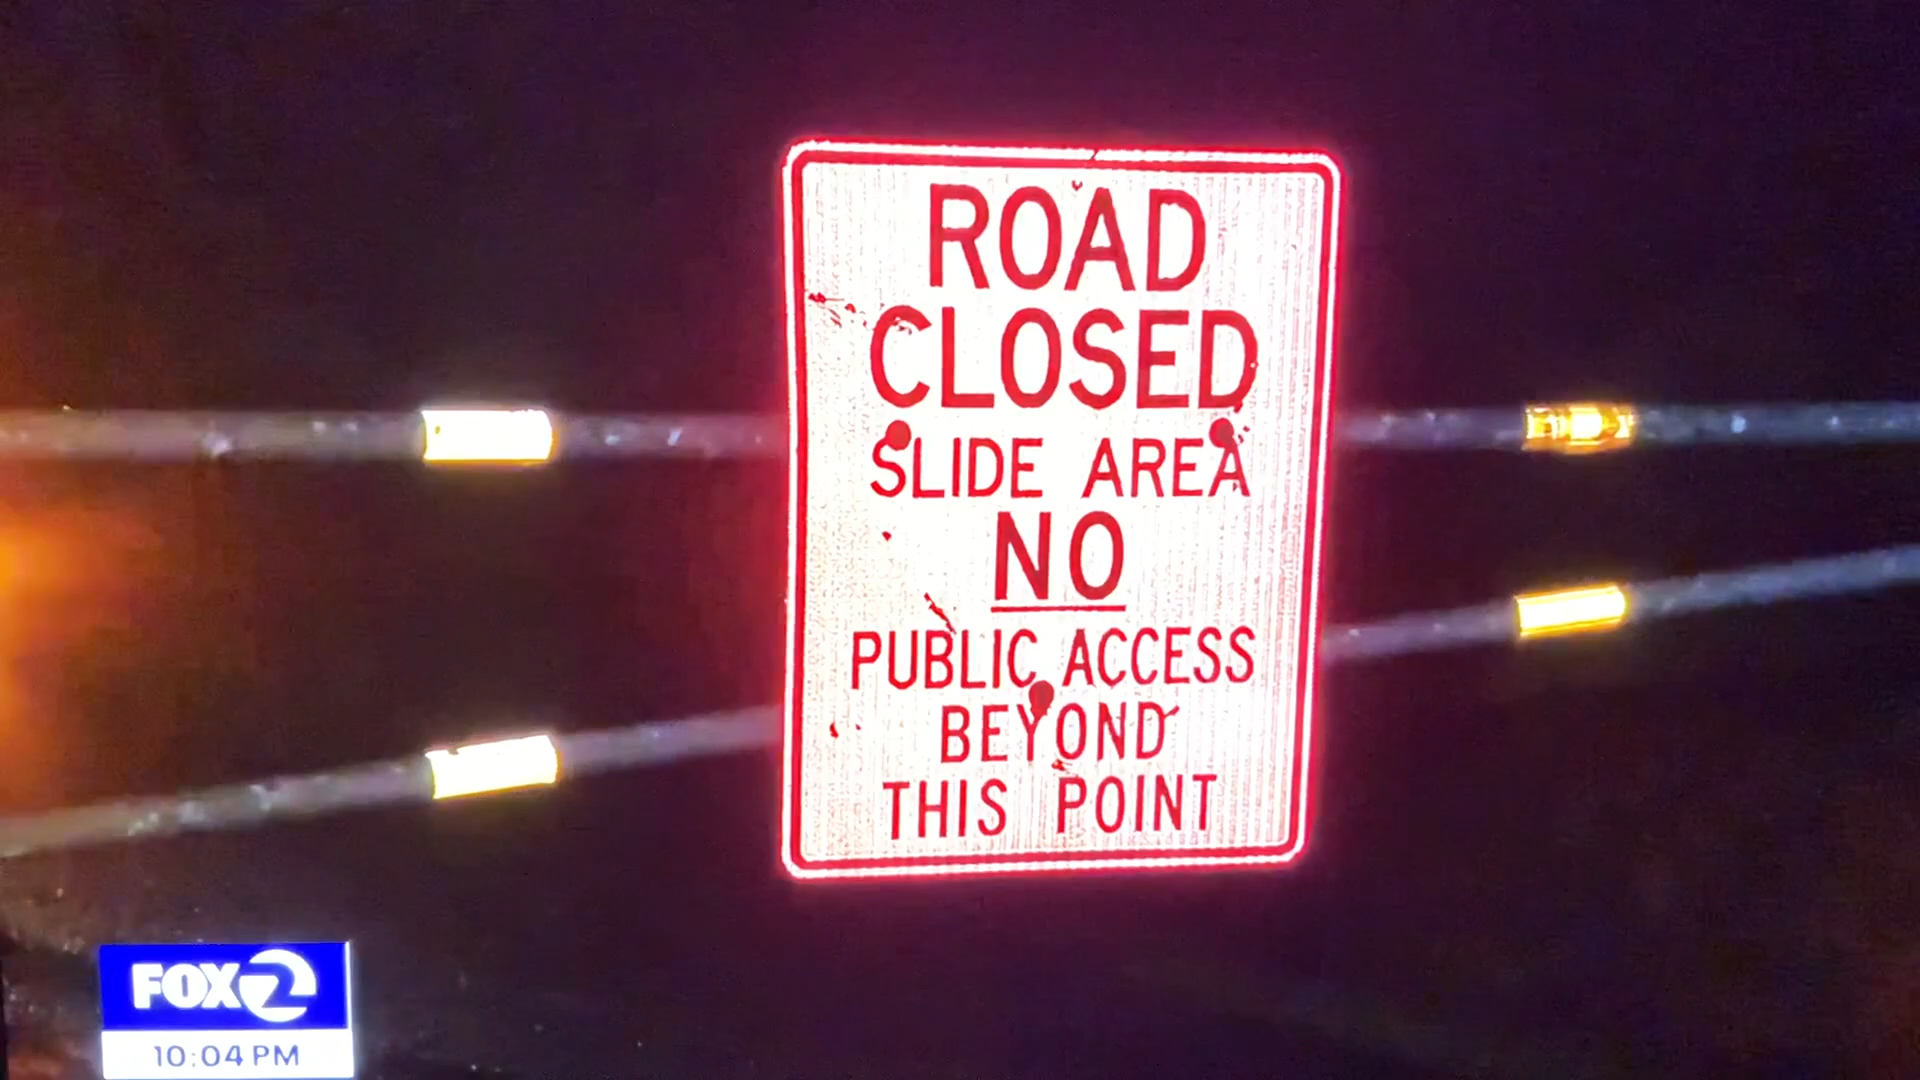 ROAD
CLOSED
SLIDE AREA
NO
PUBLIC ACCESS
BEYOND
THIS POINT
FOX 2
10:04 PM